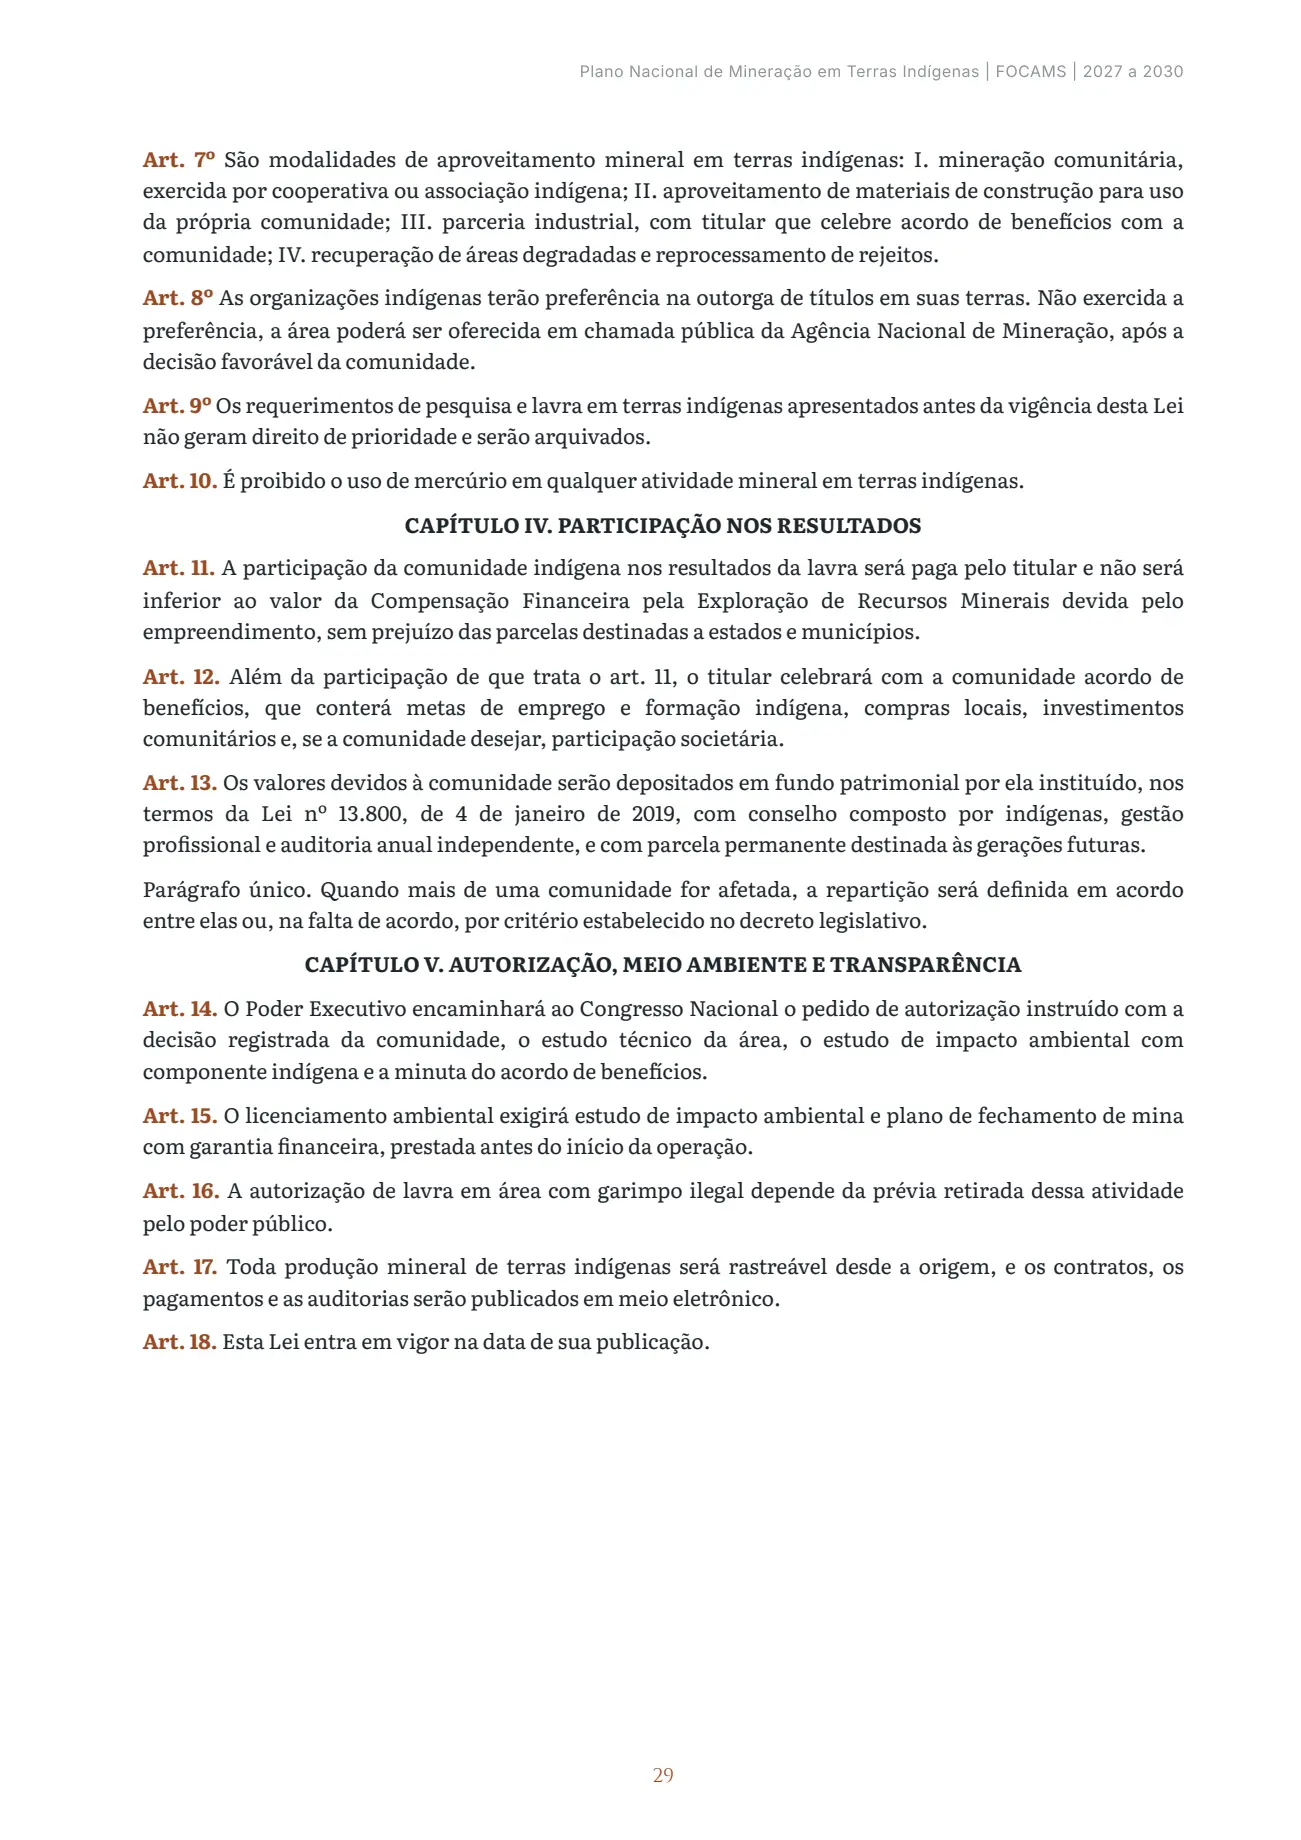 Plano Nacional de Mineração em Terras Indígenas | FOCAMS | 2027 a 2030
Art. 7º São modalidades de aproveitamento mineral em terras indígenas: I. mineração comunitária,
exercida por cooperativa ou associação indígena; II. aproveitamento de materiais de construção para uso
da própria comunidade; III. parceria industrial, com titular que celebre acordo de benefícios com a
comunidade; IV. recuperação de áreas degradadas e reprocessamento de rejeitos.
Art. 8º As organizações indígenas terão preferência na outorga de títulos em suas terras. Não exercida a
preferência, a área poderá ser oferecida em chamada pública da Agência Nacional de Mineração, após a
decisão favorável da comunidade.
Art. 9º Os requerimentos de pesquisa e lavra em terras indígenas apresentados antes da vigência desta Lei
não geram direito de prioridade e serão arquivados.
Art. 10. É proibido o uso de mercúrio em qualquer atividade mineral em terras indígenas.
CAPÍTULO IV. PARTICIPAÇÃO NOS RESULTADOS
Art. 11. A participação da comunidade indígena nos resultados da lavra será paga pelo titular e não será
inferior ao valor da Compensação Financeira pela Exploração de Recursos Minerais devida pelo
empreendimento, sem prejuízo das parcelas destinadas a estados e municípios.
Art. 12. Além da participação de que trata o art. 11, o titular celebrará com a comunidade acordo de
benefícios, que conterá metas de emprego e formação indígena, compras locais, investimentos
comunitários e, se a comunidade desejar, participação societária.
Art. 13. Os valores devidos à comunidade serão depositados em fundo patrimonial por ela instituído, nos
termos da Lei nº 13.800, de 4 de janeiro de 2019, com conselho composto por indígenas, gestão
profissional e auditoria anual independente, e com parcela permanente destinada às gerações futuras.
Parágrafo único. Quando mais de uma comunidade for afetada, a repartição será definida em acordo
entre elas ou, na falta de acordo, por critério estabelecido no decreto legislativo.
CAPÍTULO V. AUTORIZAÇÃO, MEIO AMBIENTE E TRANSPARÊNCIA
Art. 14. O Poder Executivo encaminhará ao Congresso Nacional o pedido de autorização instruído com a
decisão registrada da comunidade, o estudo técnico da área, o estudo de impacto ambiental com
componente indígena e a minuta do acordo de benefícios.
Art. 15. O licenciamento ambiental exigirá estudo de impacto ambiental e plano de fechamento de mina
com garantia financeira, prestada antes do início da operação.
Art. 16. A autorização de lavra em área com garimpo ilegal depende da prévia retirada dessa atividade
pelo poder público.
Art. 17. Toda produção mineral de terras indígenas será rastreável desde a origem, e os contratos, os
pagamentos e as auditorias serão publicados em meio eletrônico.
Art. 18. Esta Lei entra em vigor na data de sua publicação.
29